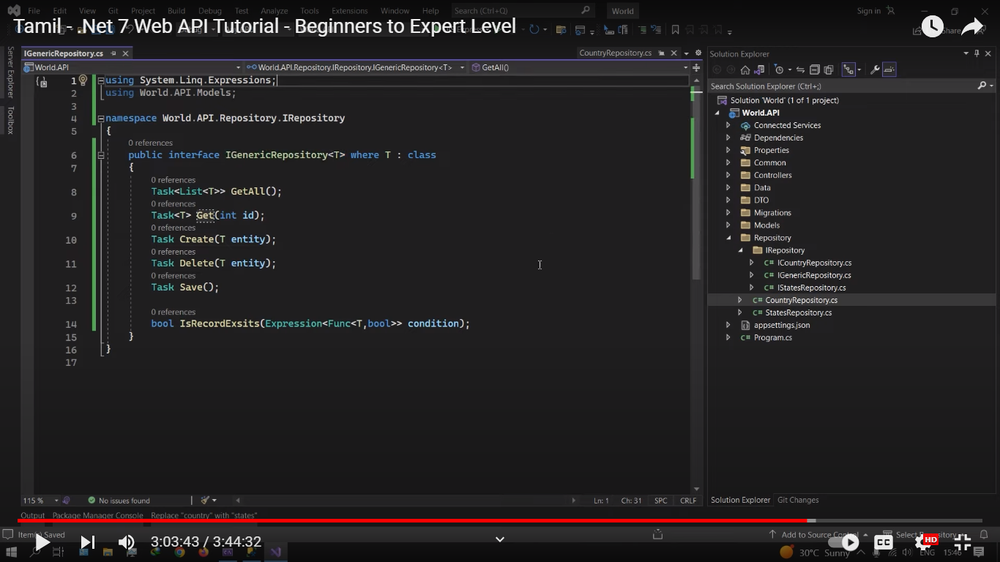 File Edit View Git Project Build Debug Test Analyze Tools Extensions Window Help Search (Ctrl+Q) World Sign in
Tamil - .Net 7 Web API Tutorial - Beginners to Expert Level
Share
Server Explorer
Toolbox
IGenericRepository.cs
CountryRepository.cs
World.API
World.API.Repository.IRepository.IGenericRepository<T>
GetAll()
1 using System.Linq.Expressions;
2 using World.API.Models;
3
4 namespace World.API.Repository.IRepository
5 {
0 references
6 public interface IGenericRepository<T> where T : class
7 {
0 references
8 Task<List<T>> GetAll();
0 references
9 Task<T> Get(int id);
0 references
10 Task Create(T entity);
0 references
11 Task Delete(T entity);
0 references
12 Task Save();
13
0 references
14 bool IsRecordExsits(Expression<Func<T,bool>> condition);
15 }
16 }
17
115 % No issues found Ln: 1 Ch: 31 SPC CRLF
Solution Explorer
Search Solution Explorer (Ctrl+;)
Solution 'World' (1 of 1 project)
World.API
Connected Services
Dependencies
Properties
Common
Controllers
Data
DTO
Migrations
Models
Repository
IRepository
C# ICountryRepository.cs
C# IGenericRepository.cs
C# IStatesRepository.cs
C# CountryRepository.cs
C# StatesRepository.cs
appsettings.json
C# Program.cs
Solution Explorer Git Changes
Output Package Manager Console Replace "country" with "states"
Item(s) Saved
Add to Source Control
Select Repository
3:03:43 / 3:44:32
CC
HD
30°C Sunny
ENG 15:46